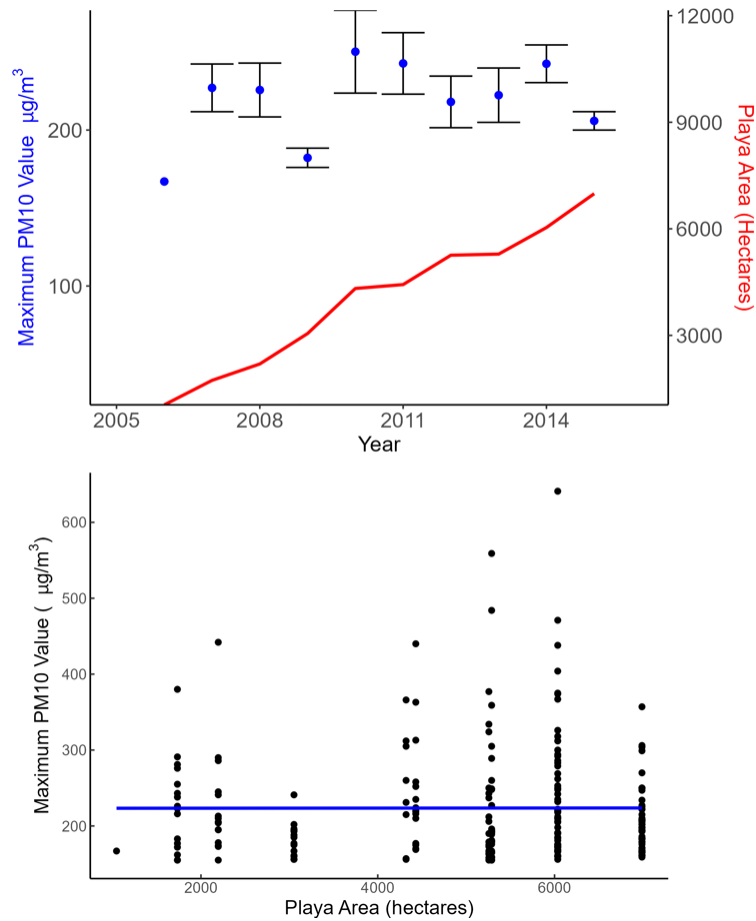 Maximum PM10 Value µg/m³
200
100
12000
9000
6000
3000
Playa Area (Hectares)
2005 2008 2011 2014
Year
Maximum PM10 Value ( µg/m³)
600
500
400
300
200
2000 4000 6000
Playa Area (hectares)